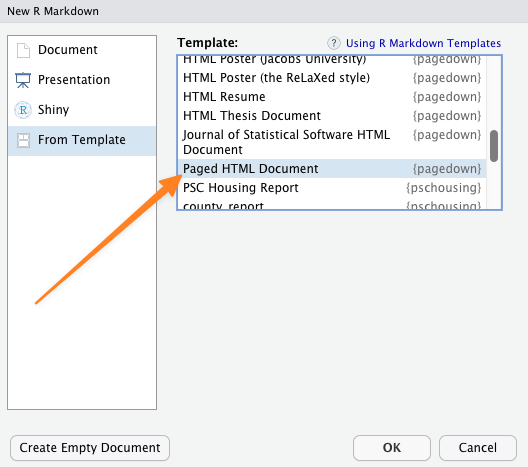 New R Markdown
Document
Presentation
Shiny
From Template
Template:
Using R Markdown Templates
HTML Poster (Jacobs University) {pagedown}
HTML Poster (the ReLaXed style) {pagedown}
HTML Resume {pagedown}
HTML Thesis Document {pagedown}
Journal of Statistical Software HTML {pagedown}
Document
Paged HTML Document {pagedown}
PSC Housing Report {pschousing}
county_report {pschousing}
Create Empty Document
OK
Cancel